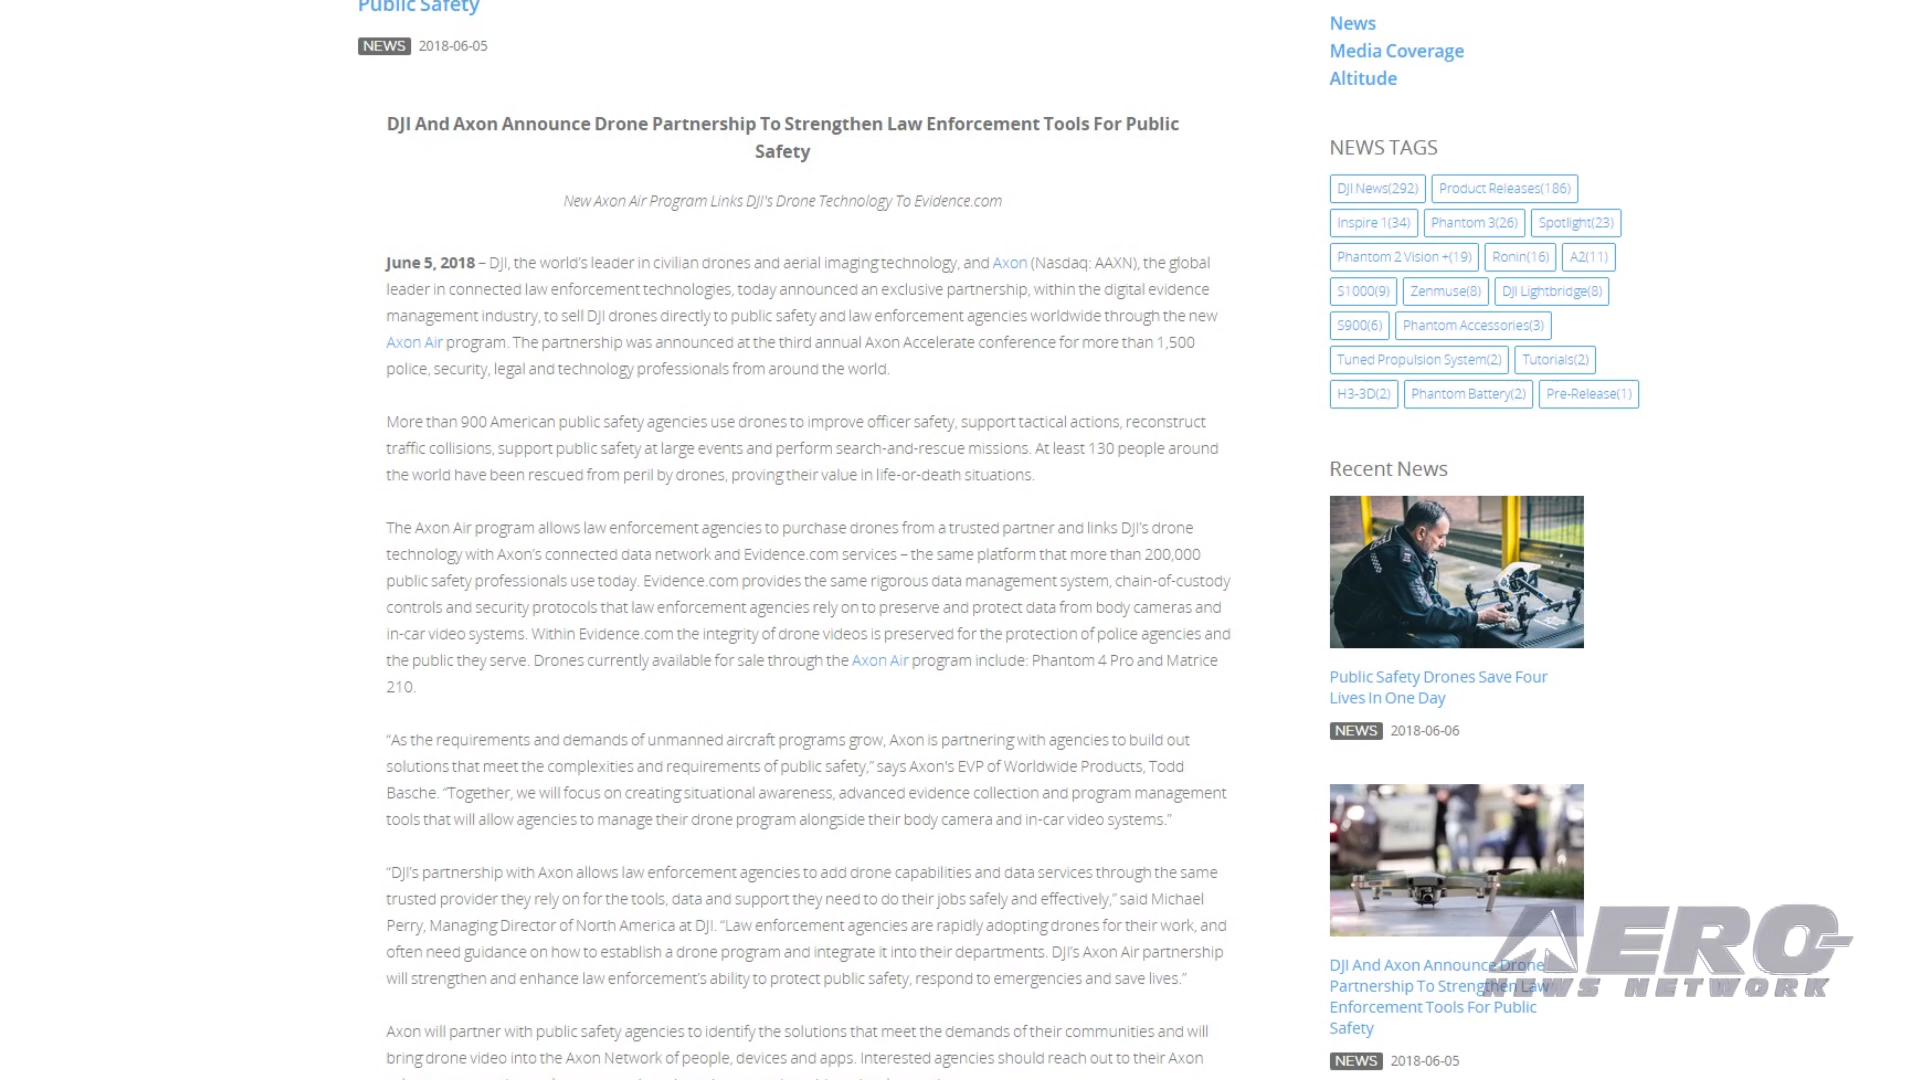 Public Safety
NEWS 2018-06-05
DJI And Axon Announce Drone Partnership To Strengthen Law Enforcement Tools For Public
Safety
New Axon Air Program Links DJI's Drone Technology To Evidence.com
June 5, 2018 – DJI, the world’s leader in civilian drones and aerial imaging technology, and Axon (Nasdaq: AAXN), the global
leader in connected law enforcement technologies, today announced an exclusive partnership, within the digital evidence
management industry, to sell DJI drones directly to public safety and law enforcement agencies worldwide through the new
Axon Air program. The partnership was announced at the third annual Axon Accelerate conference for more than 1,500
police, security, legal and technology professionals from around the world.
More than 900 American public safety agencies use drones to improve officer safety, support tactical actions, reconstruct
traffic collisions, support public safety at large events and perform search-and-rescue missions. At least 130 people around
the world have been rescued from peril by drones, proving their value in life-or-death situations.
The Axon Air program allows law enforcement agencies to purchase drones from a trusted partner and links DJI’s drone
technology with Axon’s connected data network and Evidence.com services – the same platform that more than 200,000
public safety professionals use today. Evidence.com provides the same rigorous data management system, chain-of-custody
controls and security protocols that law enforcement agencies rely on to preserve and protect data from body cameras and
in-car video systems. Within Evidence.com the integrity of drone videos is preserved for the protection of police agencies and
the public they serve. Drones currently available for sale through the Axon Air program include: Phantom 4 Pro and Matrice
210.
“As the requirements and demands of unmanned aircraft programs grow, Axon is partnering with agencies to build out
solutions that meet the complexities and requirements of public safety,” says Axon's EVP of Worldwide Products, Todd
Basche. “Together, we will focus on creating situational awareness, advanced evidence collection and program management
tools that will allow agencies to manage their drone program alongside their body camera and in-car video systems.”
“DJI’s partnership with Axon allows law enforcement agencies to add drone capabilities and data services through the same
trusted provider they rely on for the tools, data and support they need to do their jobs safely and effectively,” said Michael
Perry, Managing Director of North America at DJI. “Law enforcement agencies are rapidly adopting drones for their work, and
often need guidance on how to establish a drone program and integrate it into their departments. DJI’s Axon Air partnership
will strengthen and enhance law enforcement’s ability to protect public safety, respond to emergencies and save lives.”
Axon will partner with public safety agencies to identify the solutions that meet the demands of their communities and will
bring drone video into the Axon Network of people, devices and apps. Interested agencies should reach out to their Axon
News
Media Coverage
Altitude
NEWS TAGS
DJI News(292) Product Releases(186)
Inspire 1(34) Phantom 3(26) Spotlight(23)
Phantom 2 Vision +(19) Ronin(16) A2(11)
S1000(9) Zenmuse(8) DJI Lightbridge(8)
S900(6) Phantom Accessories(3)
Tuned Propulsion System(2) Tutorials(2)
H3-3D(2) Phantom Battery(2) Pre-Release(1)
Recent News
Public Safety Drones Save Four
Lives In One Day
NEWS 2018-06-06
DJI And Axon Announce Drone
Partnership To Strengthen Law
Enforcement Tools For Public
Safety
NEWS 2018-06-05
AERO-
NEWS NETWORK